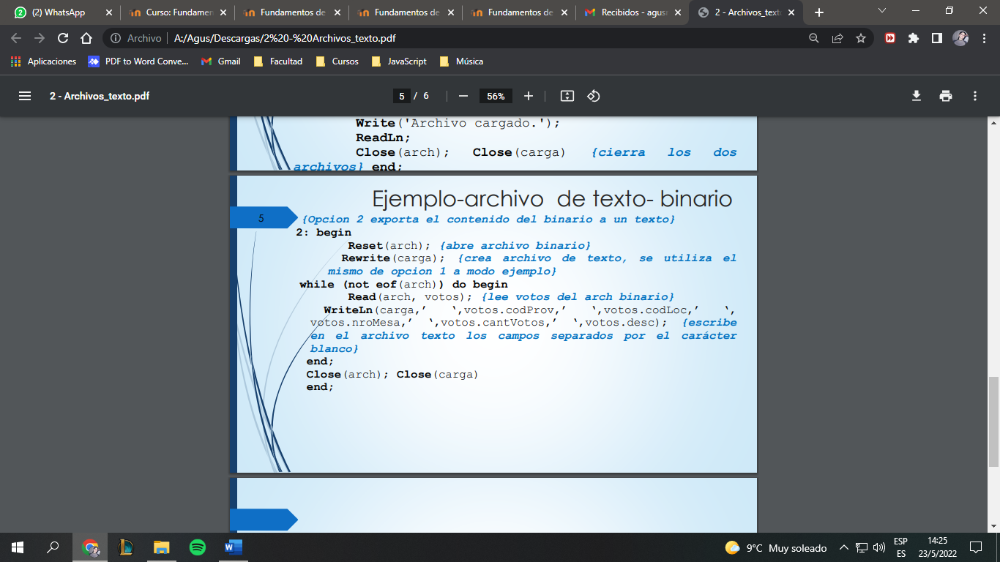 2
(2) WhatsApp
Curso: Fundamen
Fundamentos de
Fundamentos de
Fundamentos de
Recibidos - agusr
2 - Archivos_text
Archivo
A:/Agus/Descargas/2%20-%20Archivos_texto.pdf
Aplicaciones
PDF to Word Conve...
Gmail
Facultad
Cursos
JavaScript
Música
2 - Archivos_texto.pdf
5 / 6
56%
Write('Archivo cargado.');
ReadLn;
Close(arch); Close(carga) {cierra los dos
archivos} end;
Ejemplo-archivo de texto- binario
5
{Opcion 2 exporta el contenido del binario a un texto}
2: begin
Reset(arch); {abre archivo binario}
Rewrite(carga); {crea archivo de texto, se utiliza el
mismo de opcion 1 a modo ejemplo}
while (not eof(arch)) do begin
Read(arch, votos); {lee votos del arch binario}
WriteLn(carga,’ ‘,votos.codProv,’ ‘,votos.codLoc,’ ‘,
votos.nroMesa,’ ‘,votos.cantVotos,’ ‘,votos.desc); {escribe
en el archivo texto los campos separados por el carácter
blanco}
end;
Close(arch); Close(carga)
end;
9°C Muy soleado
ESP
ES
14:25
23/5/2022